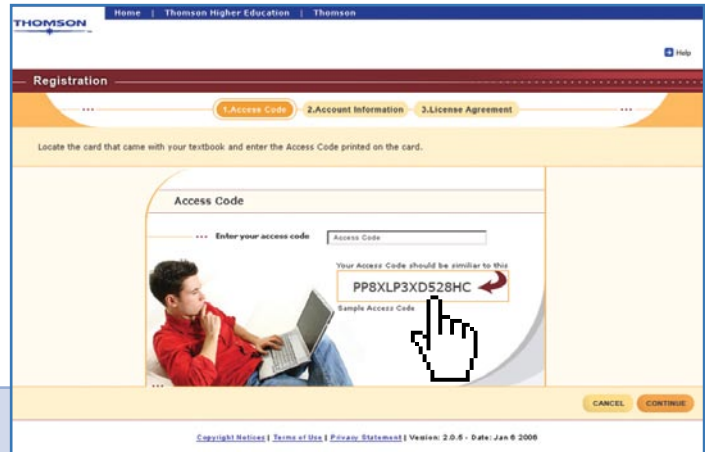 Home | Thomson Higher Education | Thomson
THOMSON
Help
Registration
1.Access Code 2.Account Information 3.License Agreement
Locate the card that came with your textbook and enter the Access Code printed on the card.
Access Code
Enter your access code Access Code
Your Access Code should be similiar to this
PP8XLP3XD528HC
Sample Access Code
CANCEL CONTINUE
Copyright Notices | Terms of Use | Privacy Statement | Version: 2.0.5 - Date: Jan 6 2006